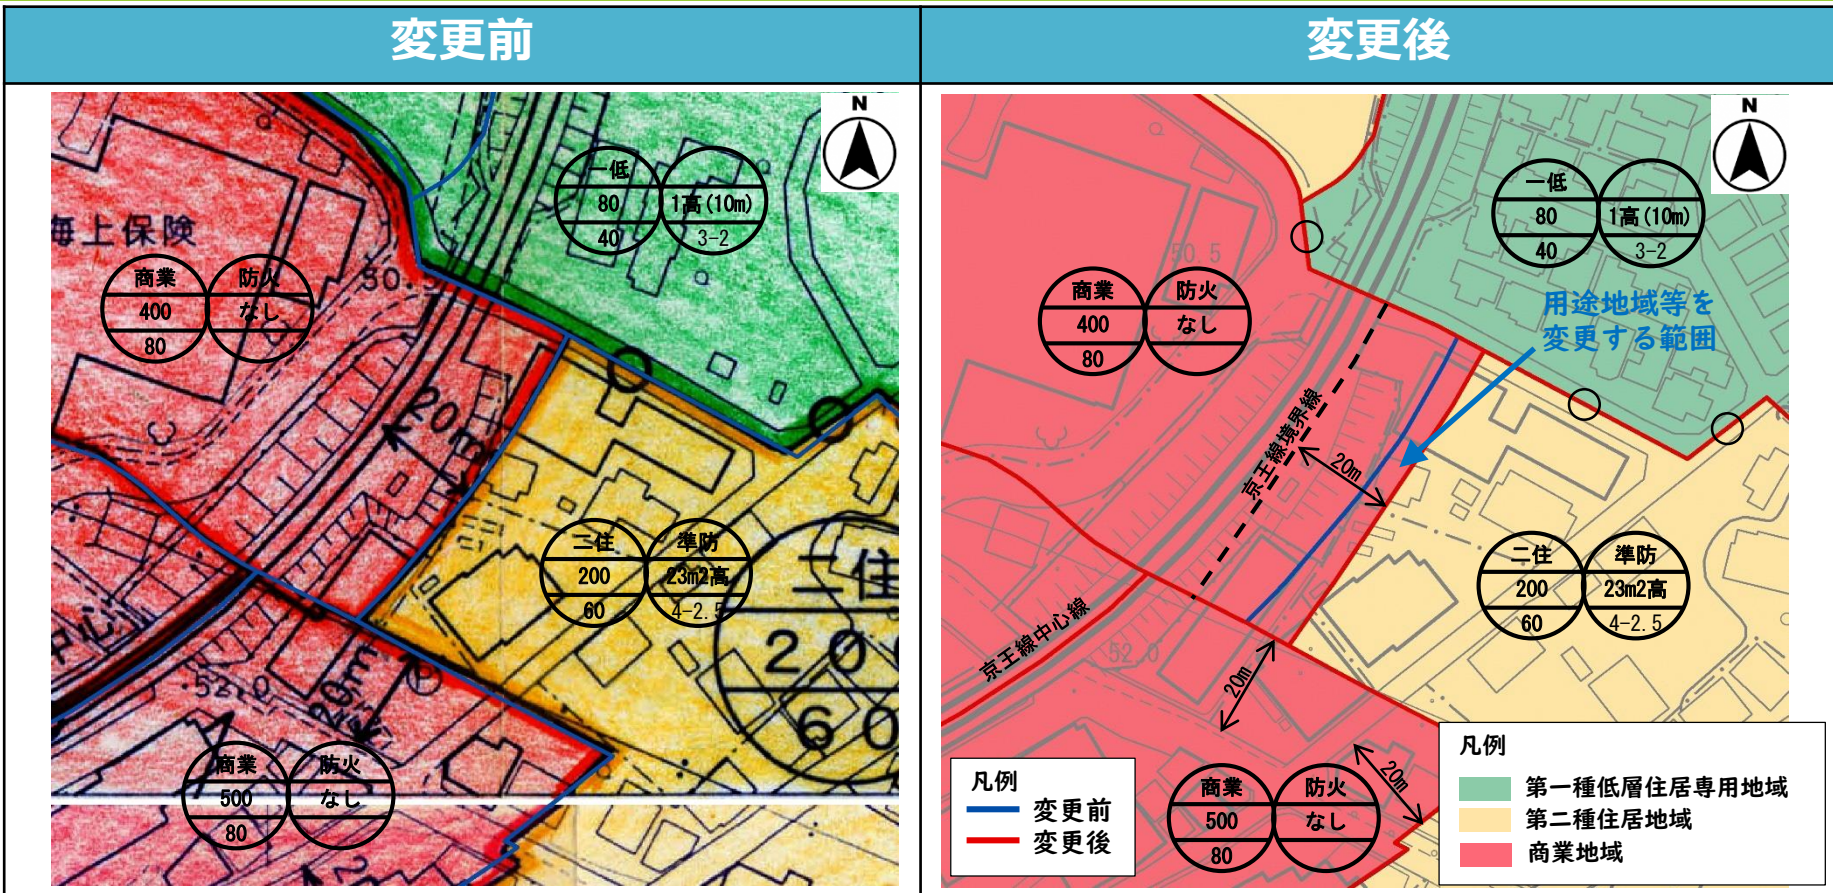 変更前
変更後
N
一低
80
40
1高(10m)
3-2
海上保険
50.5
商業
400
80
防火
なし
20m
二住
200
60
準防
23m2高
4-2.5
二住
20
60
中心
52.0
20m
P
商業
500
80
防火
なし
N
一低
80
40
1高(10m)
3-2
50.5
商業
400
80
防火
なし
用途地域等を
変更する範囲
京王線境界線
20m
二住
200
60
準防
23m2高
4-2.5
京王線中心線
52.0
20m
20m
商業
500
80
防火
なし
凡例
変更前
変更後
凡例
第一種低層住居専用地域
第二種住居地域
商業地域